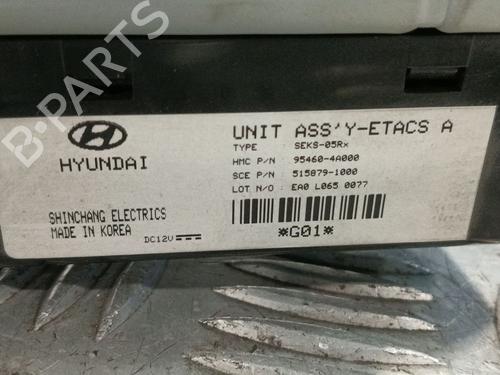 UNIT ASS'Y-ETACS A
TYPE : SEKS-05Rx
HMC P/N : 95460-4A000
SCE P/N : 515879-1000
LOT N/O : EA0 L065 0077
HYUNDAI
SHINCHANG ELECTRICS
MADE IN KOREA
DC12V
*G01*
B-PARTS